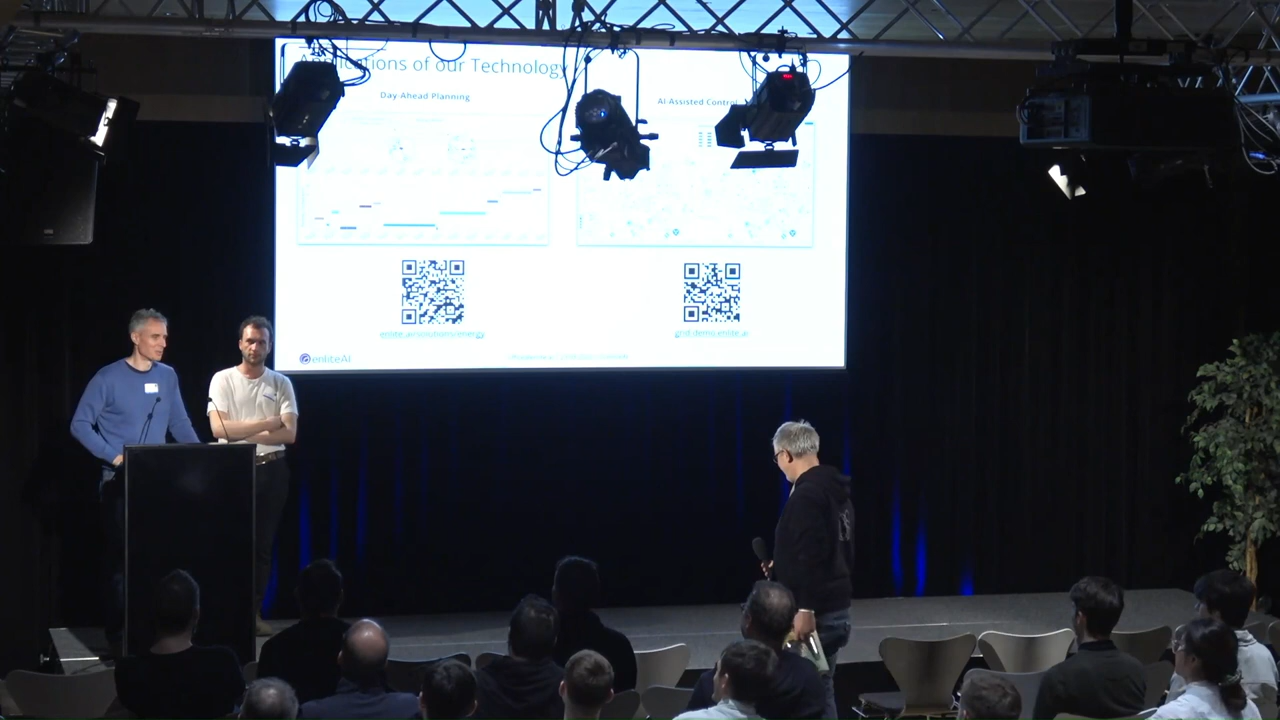 Applications of our Technology
Day-Ahead Planning
AI-Assisted Control
enlite.ai/solutions/energy
grid-demo.enlite.ai
enliteAI